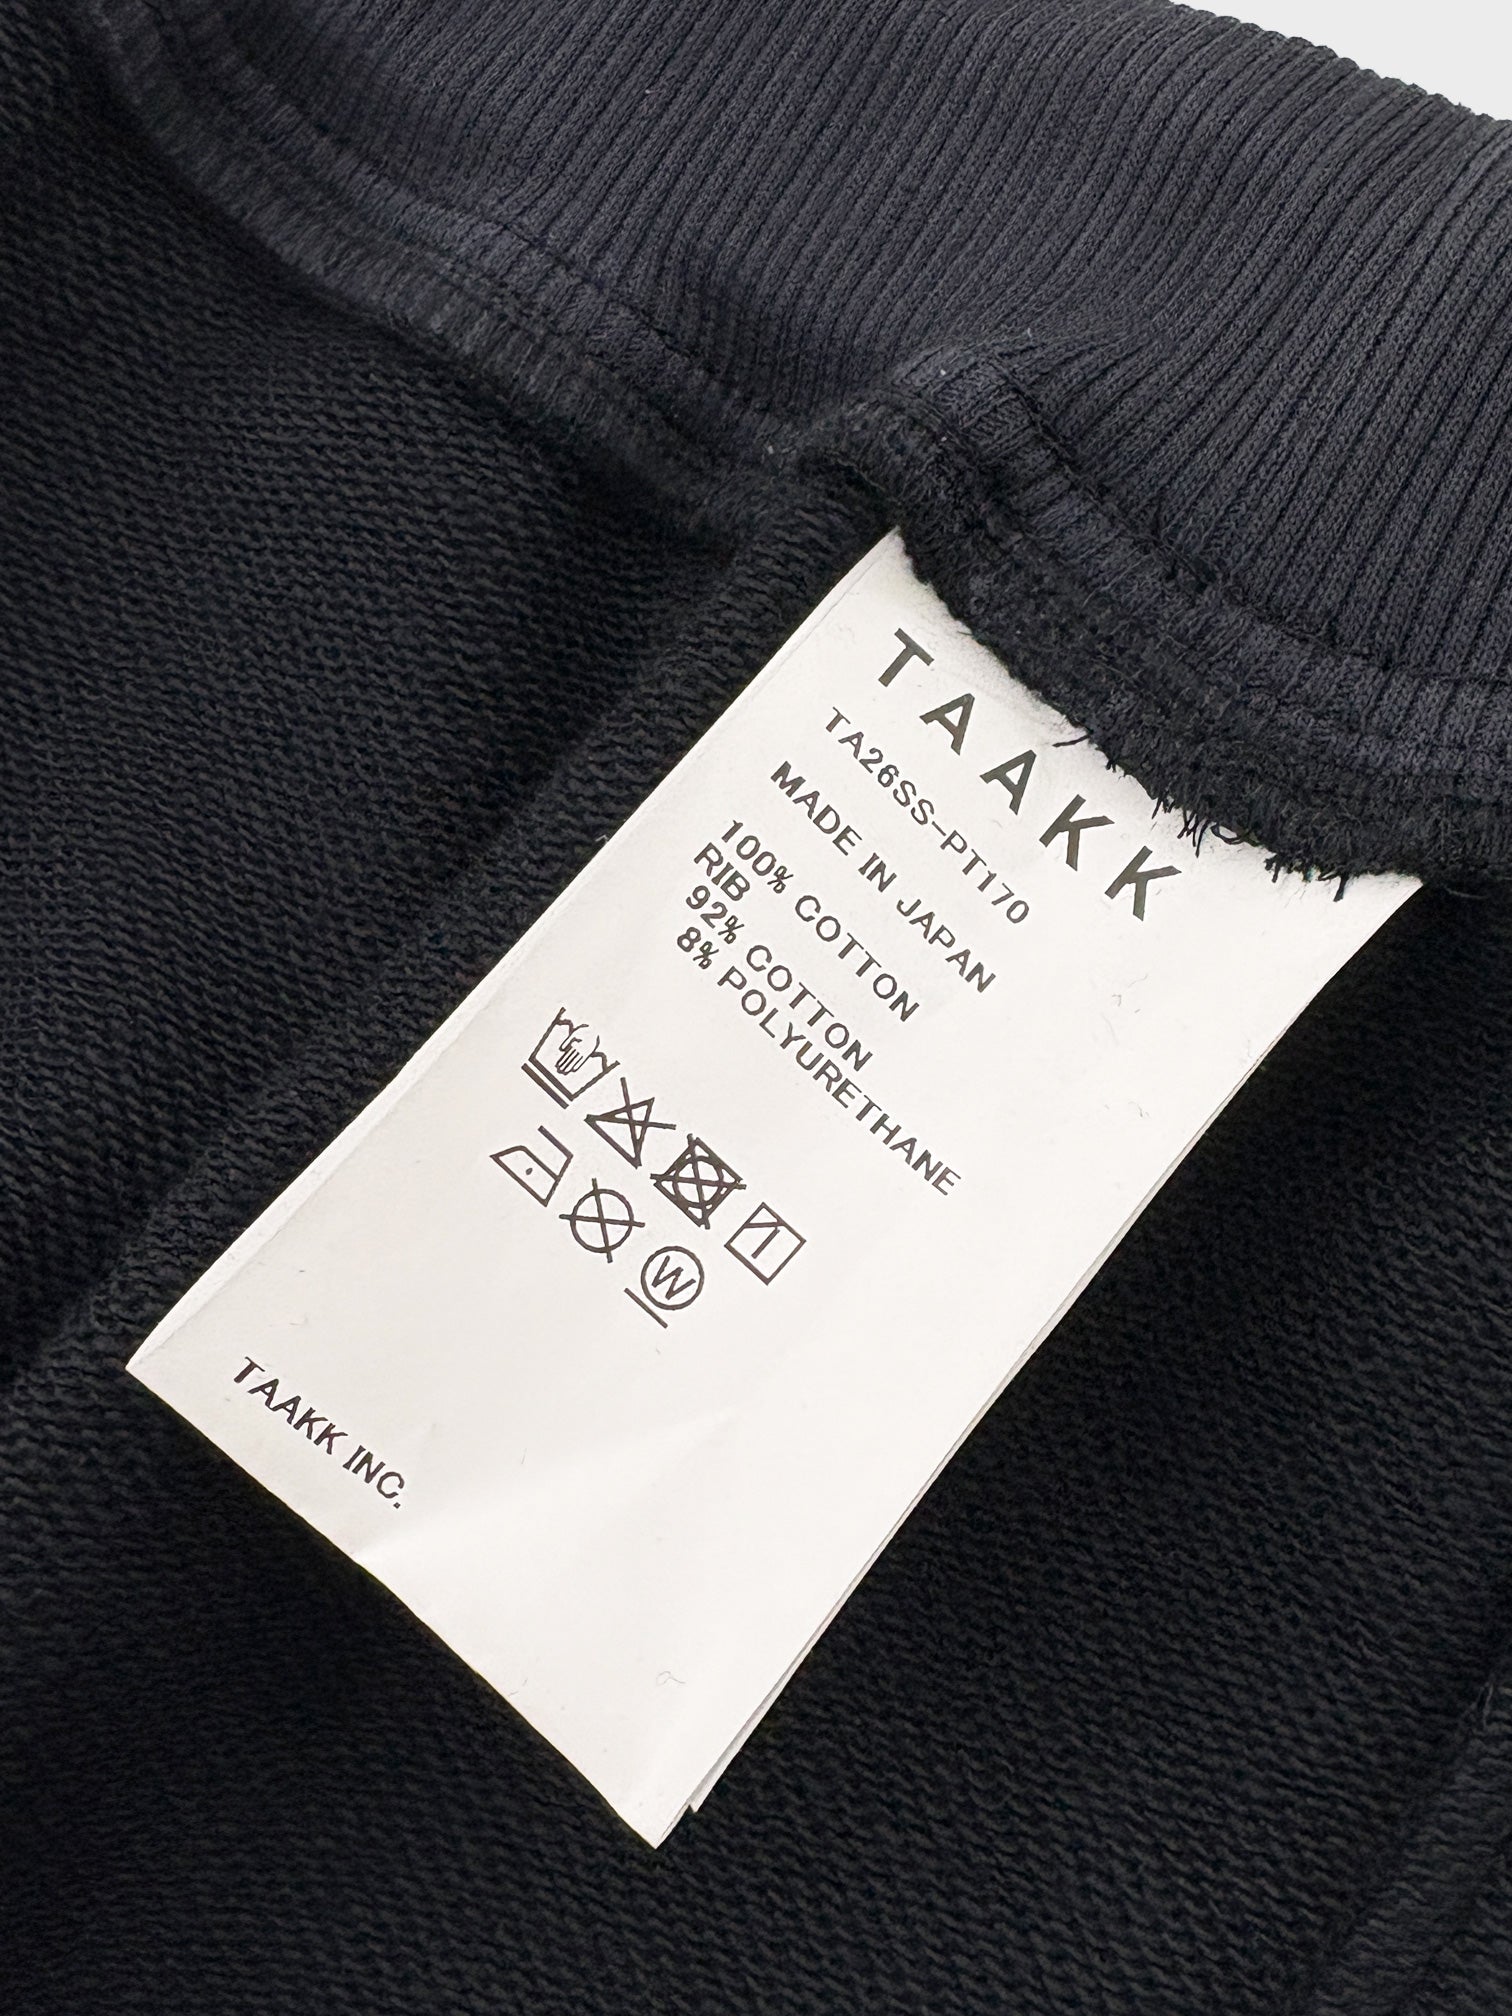 TAAKK
TA26SS-PT170
MADE IN JAPAN
100% COTTON
RIB
92% COTTON
8% POLYURETHANE
W
TAAKK INC.